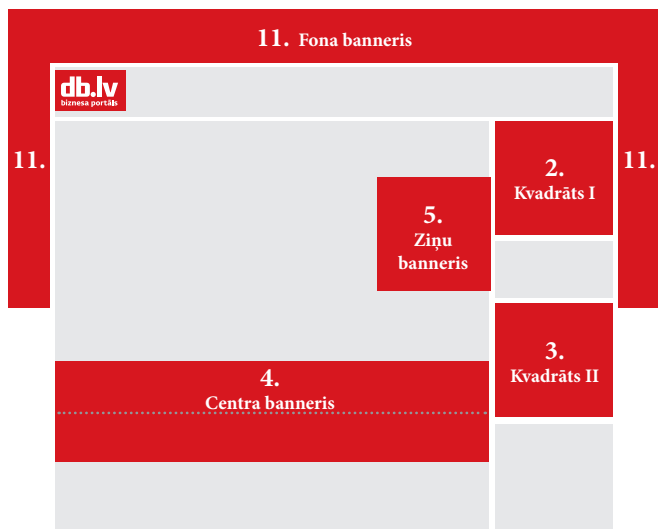 11. Fona banneris
db.lv
biznesa portāls
11.
11.
2.
Kvadrāts I
5.
Ziņu
banneris
3.
Kvadrāts II
4.
Centra banneris